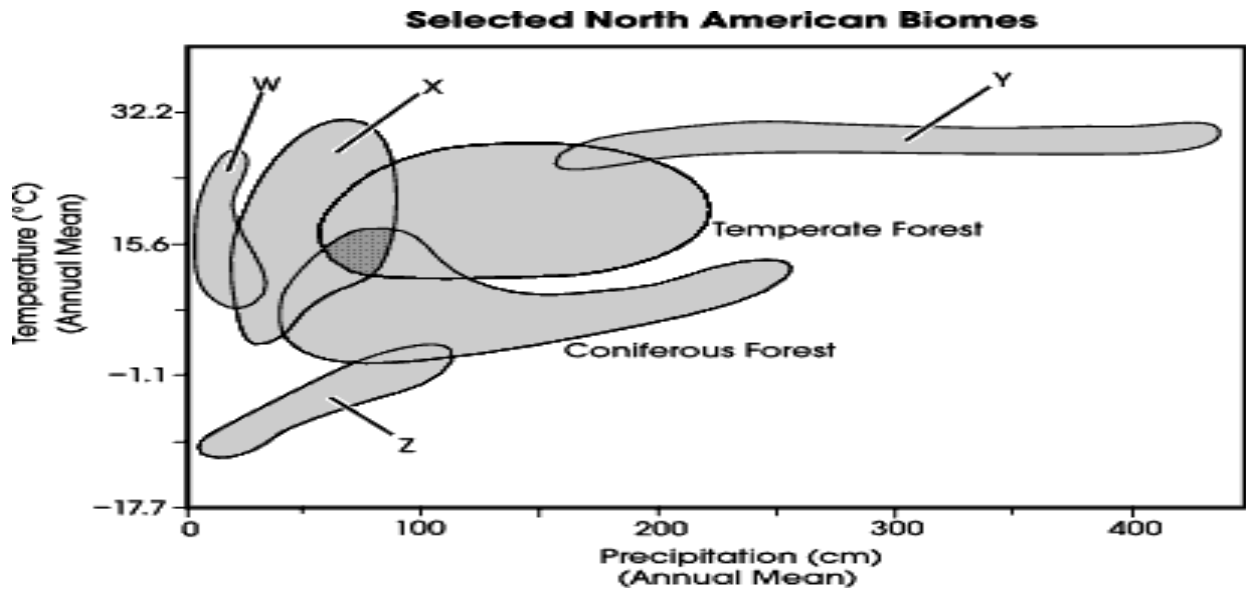 Selected North American Biomes
W
X
Y
32.2
15.6
−1.1
−17.7
Temperature (°C)
(Annual Mean)
Temperate Forest
Coniferous Forest
Z
0
100
200
300
400
Precipitation (cm)
(Annual Mean)